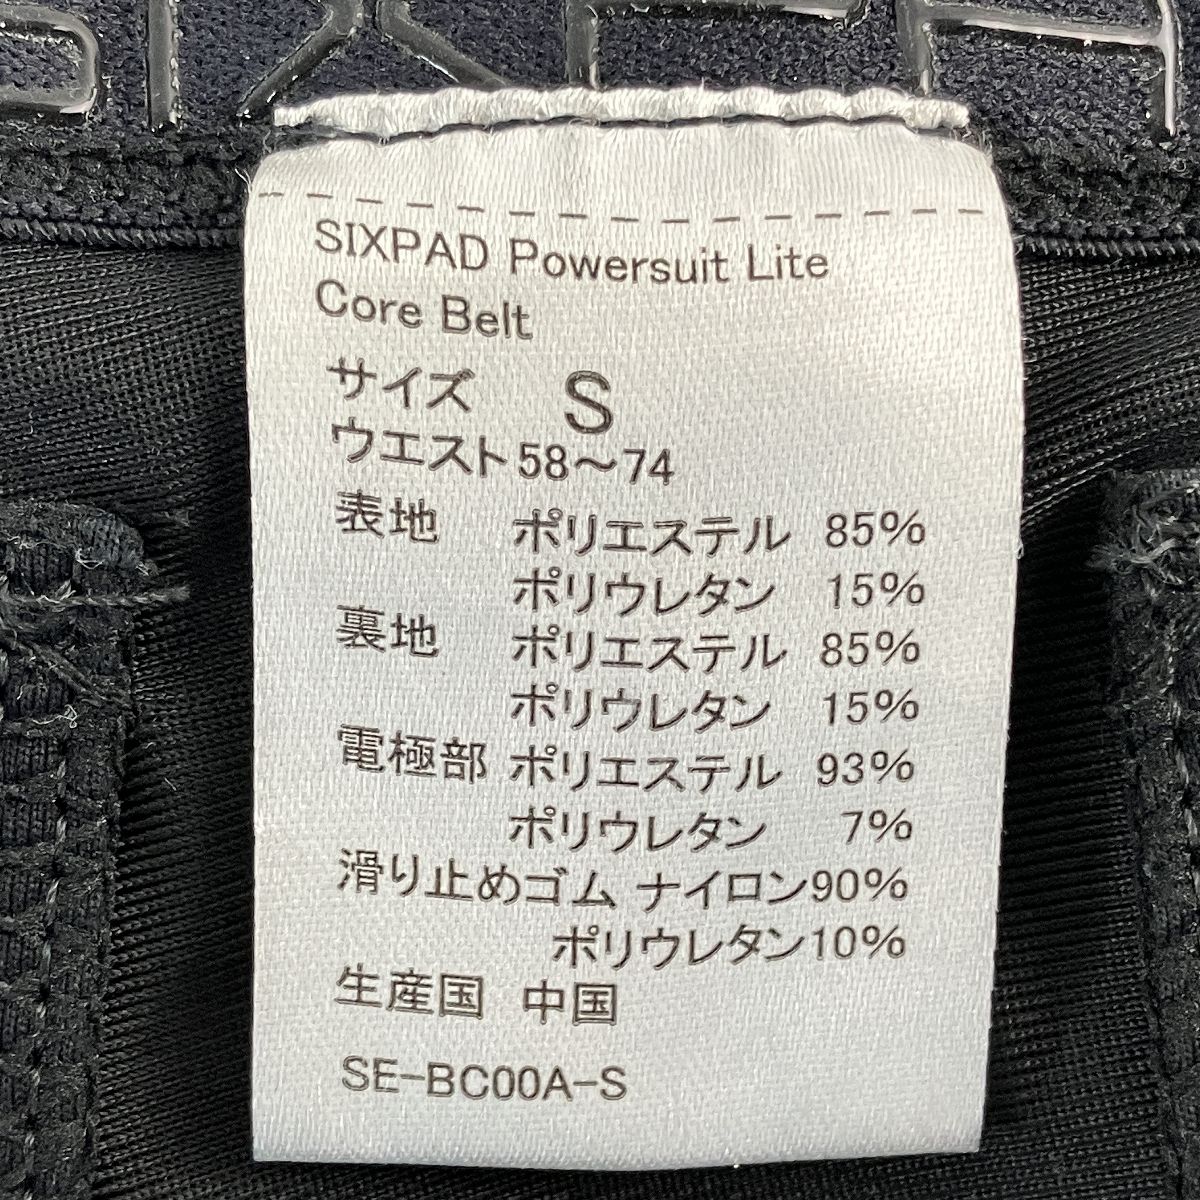 SIXPAD Powersuit Lite
Core Belt
サイズ S
ウエスト58～74
表地 ポリエステル 85%
ポリウレタン 15%
裏地 ポリエステル 85%
ポリウレタン 15%
電極部 ポリエステル 93%
ポリウレタン 7%
滑り止めゴム ナイロン90%
ポリウレタン10%
生産国 中国
SE-BC00A-S